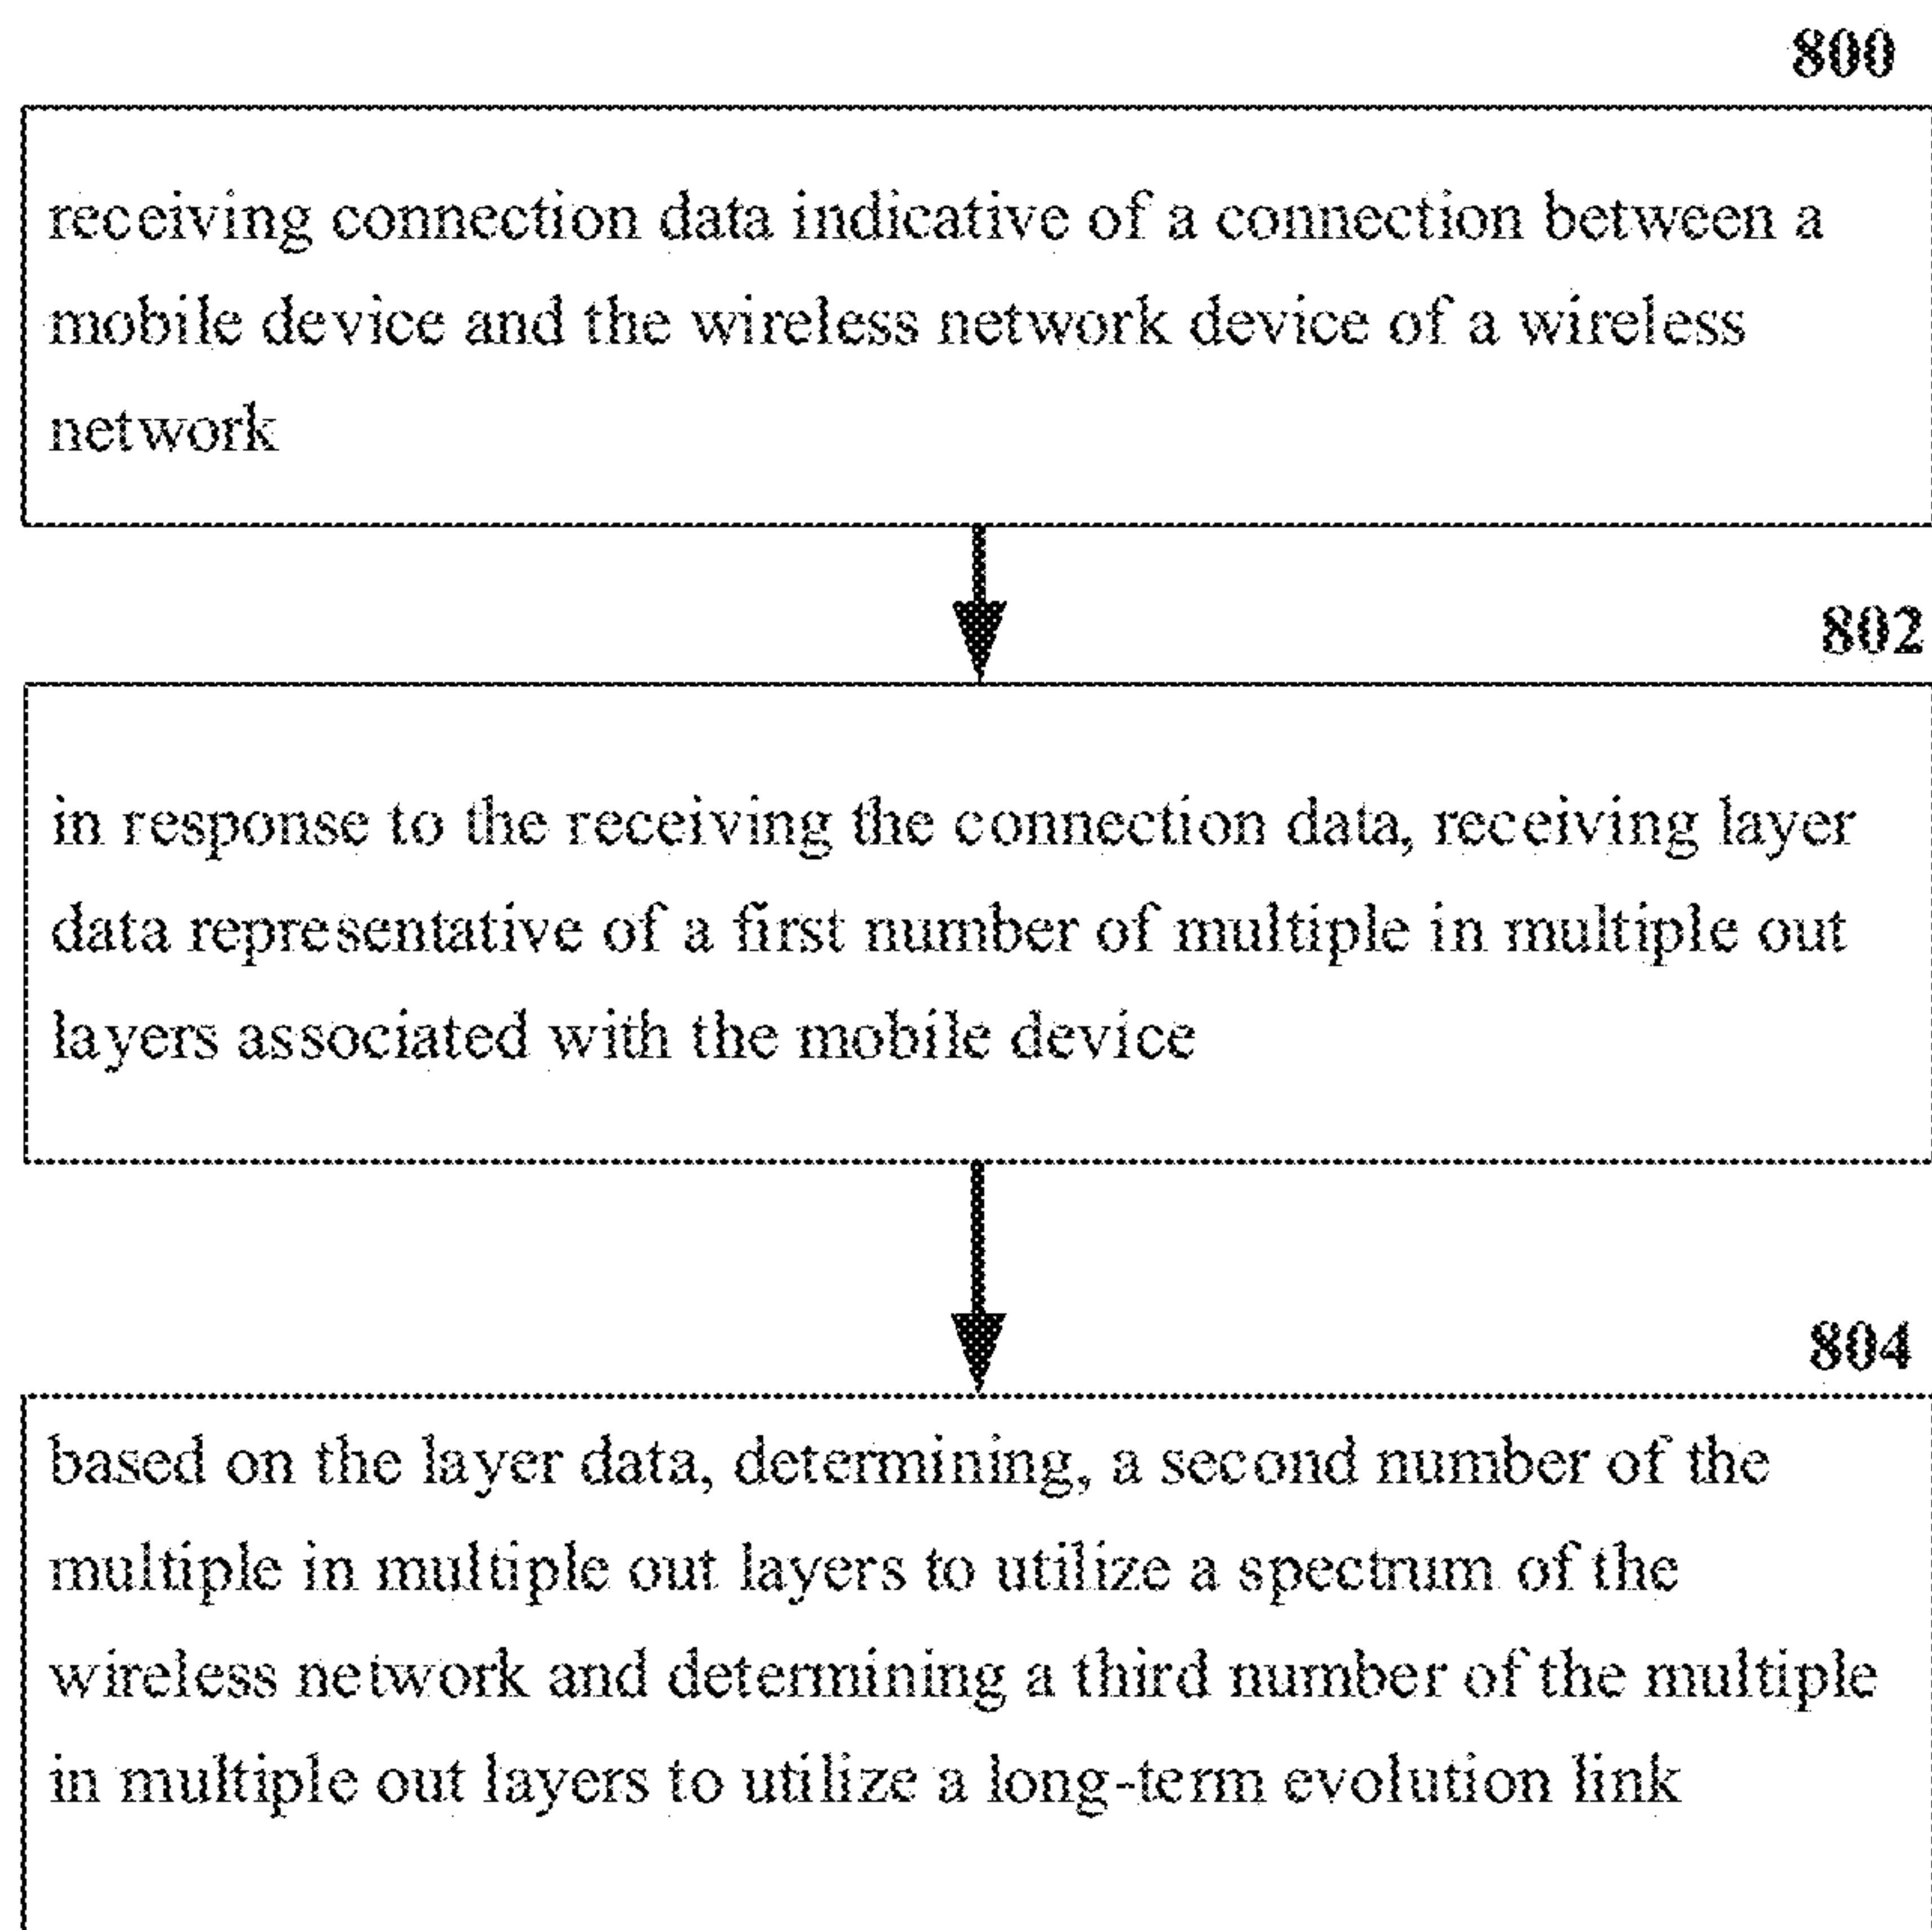 800
receiving connection data indicative of a connection between a
mobile device and the wireless network device of a wireless
network
802
in response to the receiving the connection data, receiving layer
data representative of a first number of multiple in multiple out
layers associated with the mobile device
804
based on the layer data, determining, a second number of the
multiple in multiple out layers to utilize a spectrum of the
wireless network and determining a third number of the multiple
in multiple out layers to utilize a long-term evolution link